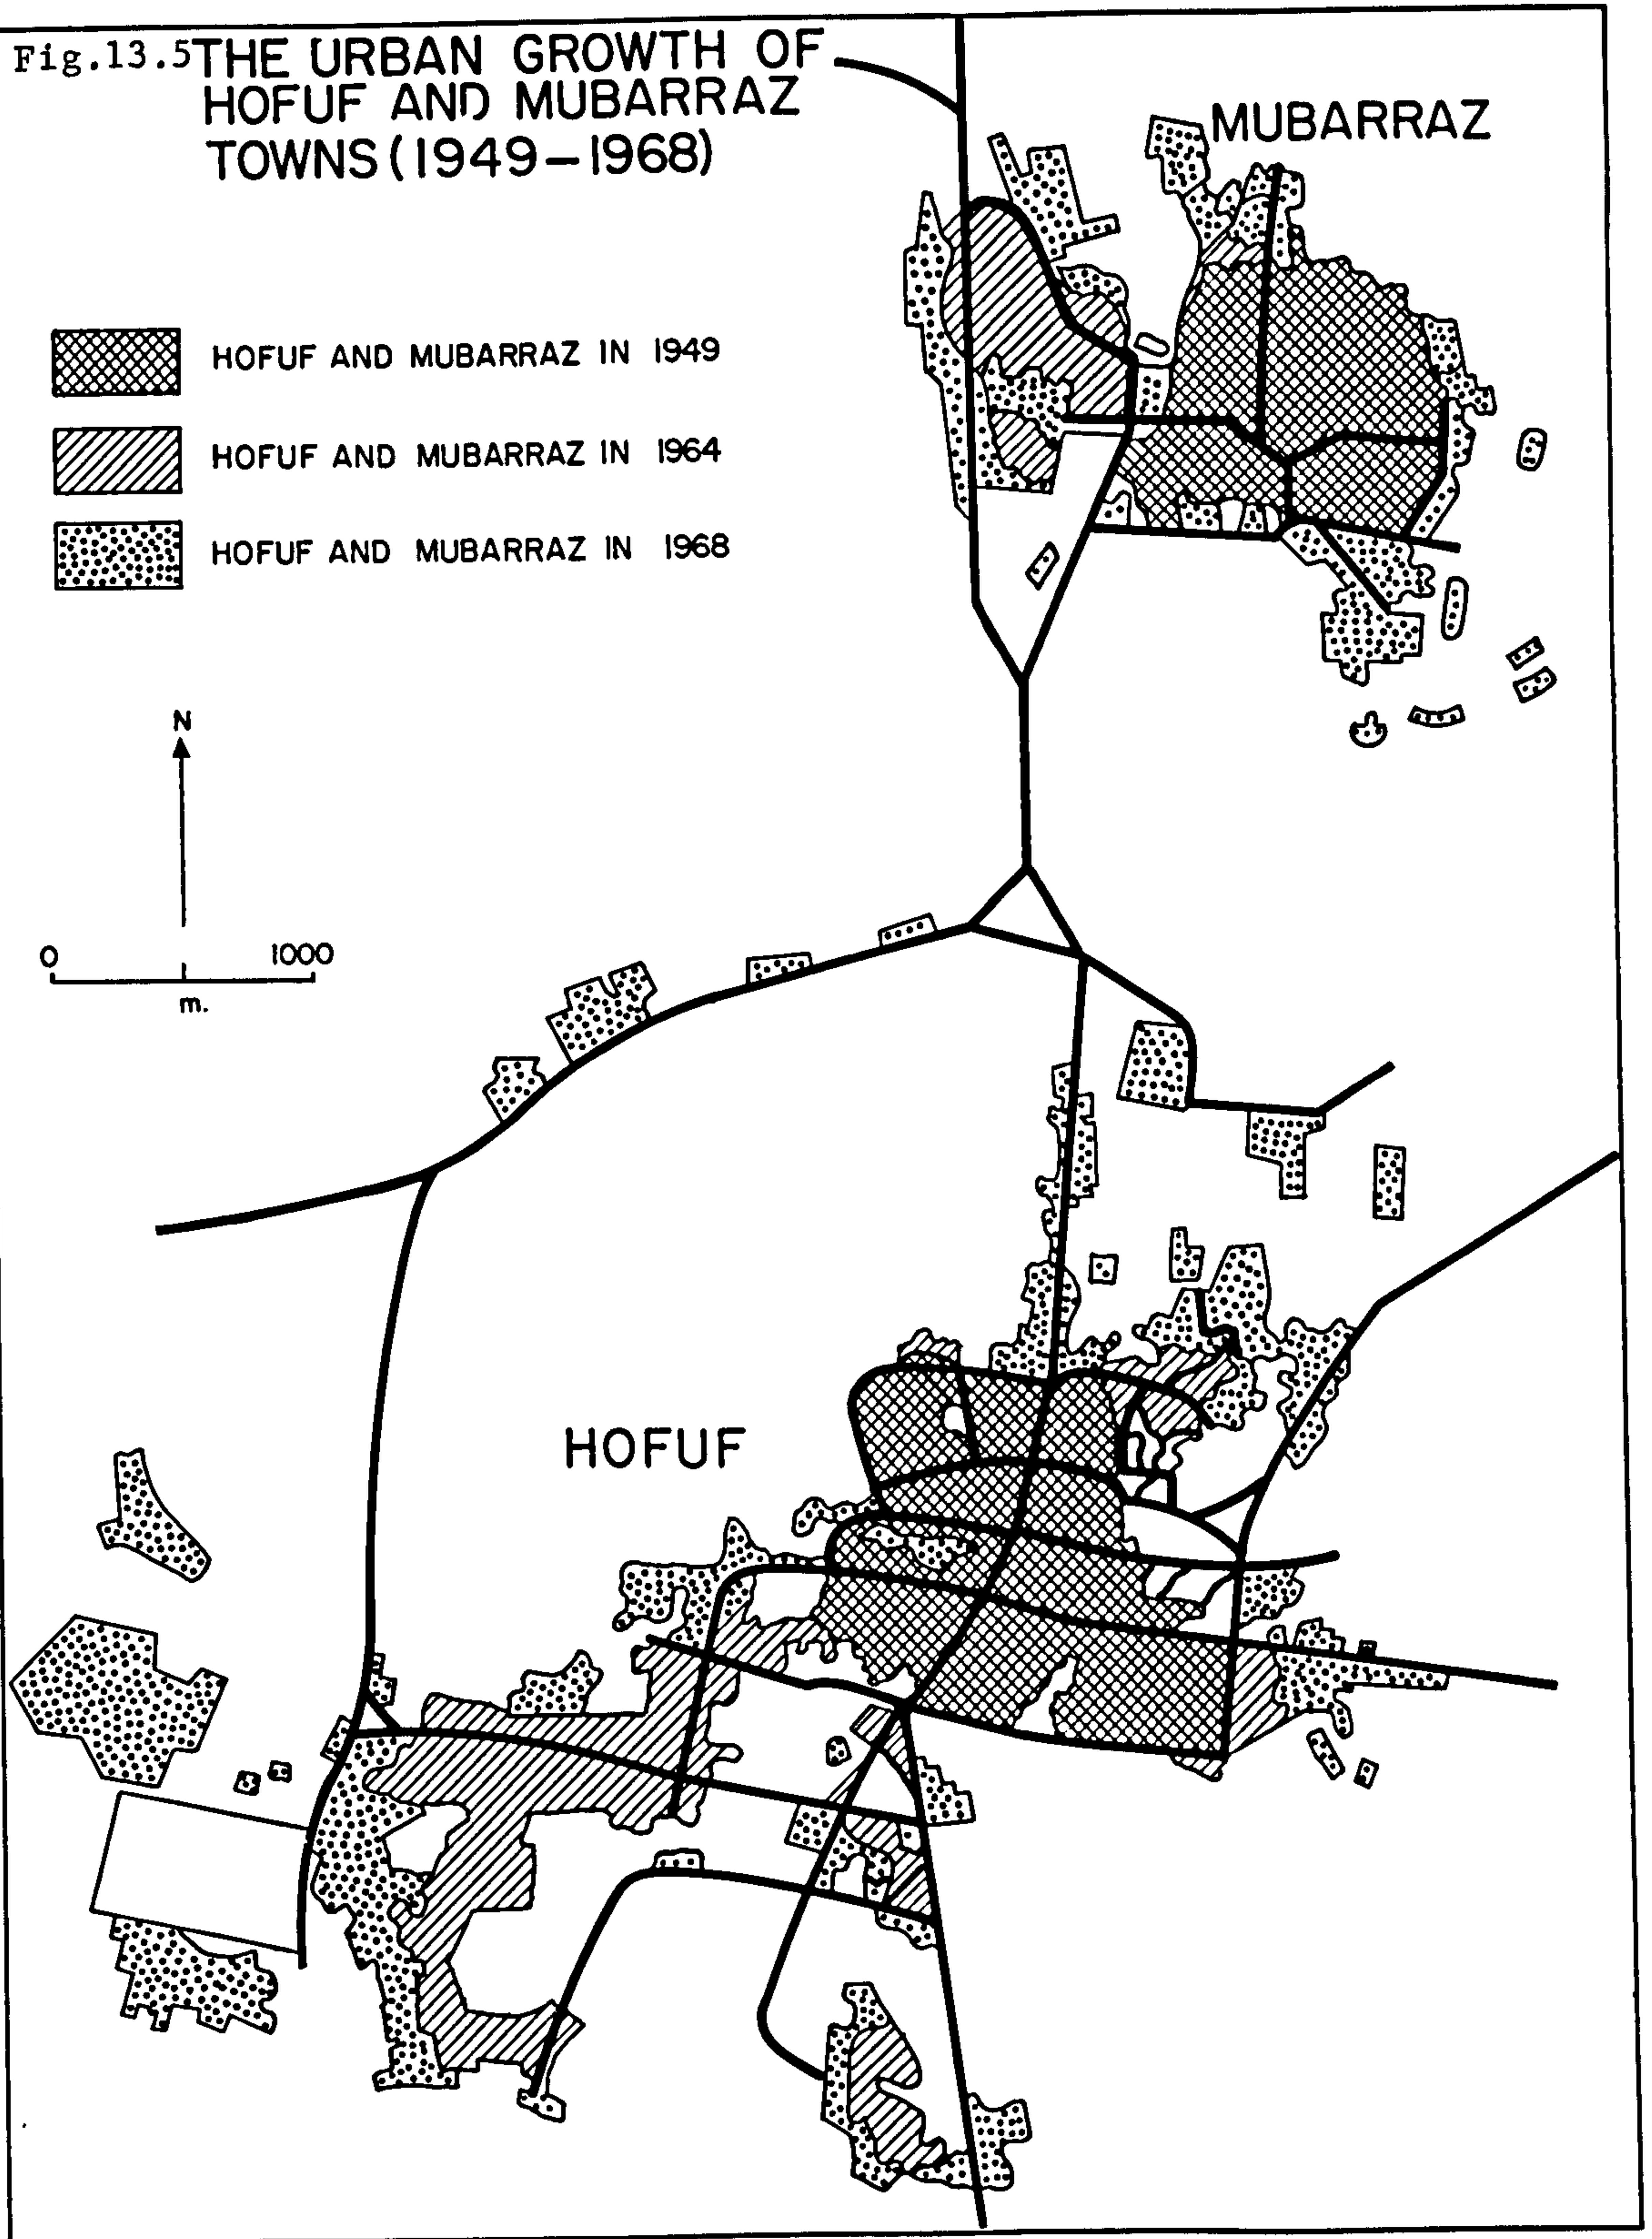 Fig.13.5 THE URBAN GROWTH OF
HOFUF AND MUBARRAZ
TOWNS (1949–1968)
MUBARRAZ
HOFUF AND MUBARRAZ IN 1949
HOFUF AND MUBARRAZ IN 1964
HOFUF AND MUBARRAZ IN 1968
N
0 1000
m.
HOFUF